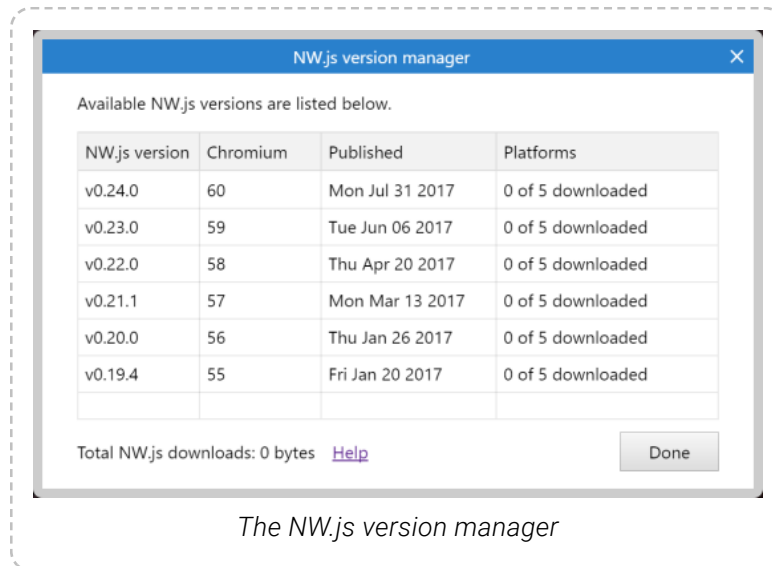 NW.js version manager
Available NW.js versions are listed below.
NW.js version Chromium Published Platforms
v0.24.0 60 Mon Jul 31 2017 0 of 5 downloaded
v0.23.0 59 Tue Jun 06 2017 0 of 5 downloaded
v0.22.0 58 Thu Apr 20 2017 0 of 5 downloaded
v0.21.1 57 Mon Mar 13 2017 0 of 5 downloaded
v0.20.0 56 Thu Jan 26 2017 0 of 5 downloaded
v0.19.4 55 Fri Jan 20 2017 0 of 5 downloaded
Total NW.js downloads: 0 bytes Help Done
The NW.js version manager